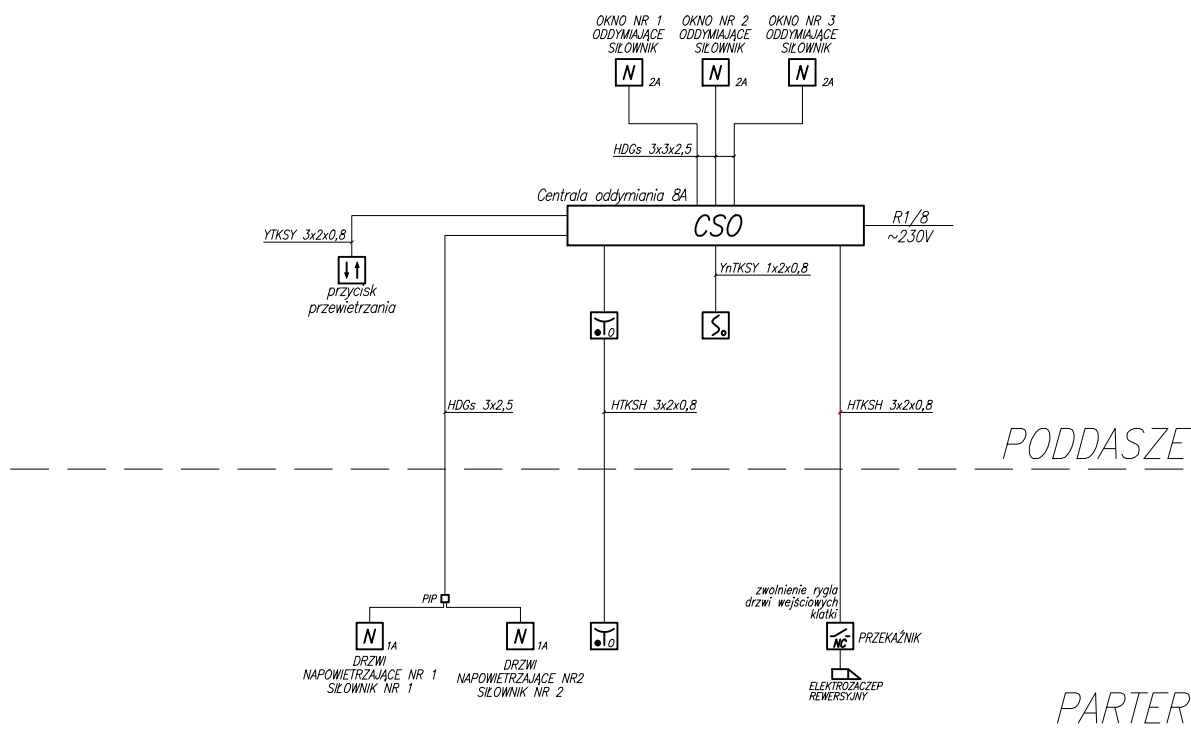 OKNO NR 1
ODDYMIAJĄCE
SIŁOWNIK
N
2A
OKNO NR 2
ODDYMIAJĄCE
SIŁOWNIK
N
2A
OKNO NR 3
ODDYMIAJĄCE
SIŁOWNIK
N
2A
HDGs 3x3x2,5
Centrala oddymiania 8A
CSO
R1/8
~230V
YTKSY 3x2x0,8
przycisk
przewietrzania
YnTKSY 1x2x0,8
O
S
HDGs 3x2,5
HTKSH 3x2x0,8
HTKSH 3x2x0,8
PODDASZE
PIP
N
1A
DRZWI
NAPOWIETRZAJĄCE NR 1
SIŁOWNIK NR 1
N
1A
DRZWI
NAPOWIETRZAJĄCE NR2
SIŁOWNIK NR 2
O
zwolnienie rygla
drzwi wejściowych
klatki
NC
PRZEKAŹNIK
ELEKTROZACZEP
REWERSYJNY
PARTER